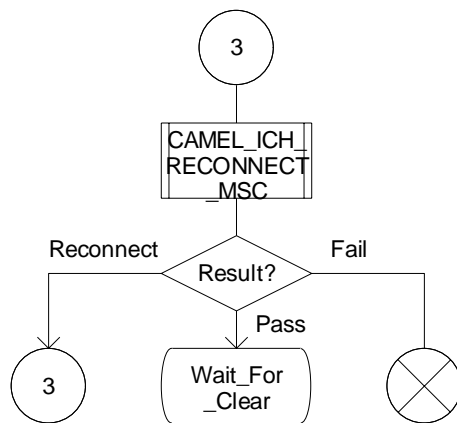 3
CAMEL_ICH_
RECONNECT
_MSC
Reconnect
Result?
Fail
Pass
3
Wait_For
_Clear